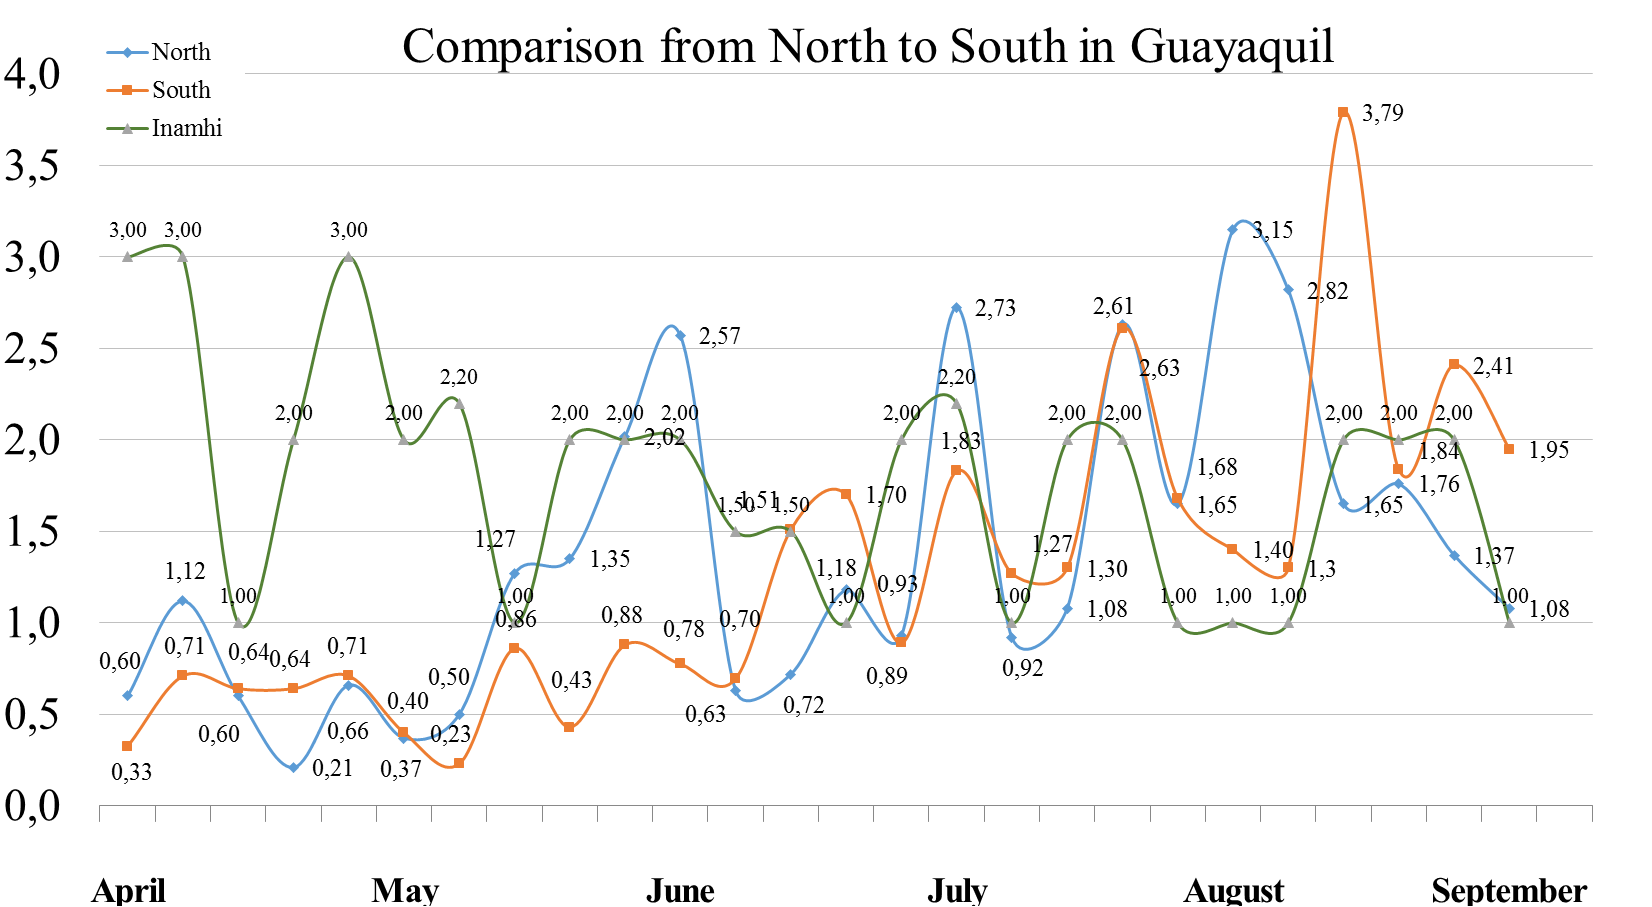 Comparison from North to South in Guayaquil
North
South
Inamhi
4,0
3,5
3,0
2,5
2,0
1,5
1,0
0,5
0,0
3,79
3,00 3,00 3,00 3,15
2,82
2,73 2,61
2,57
2,63
2,20 2,20 2,41
2,00 2,00 2,00 2,00 2,00 2,00 2,00 2,00 2,00 2,00 2,00
2,02 1,83 1,84 1,95
1,68
1,50 1,51 1,50 1,70 1,65 1,65 1,76
1,27 1,35 1,27 1,40 1,37
1,12 1,18 0,93 1,30 1,3
1,00 1,00 1,00 1,00 1,00 1,00 1,00 1,00
0,86 0,88 0,78 0,70 1,08 1,08
0,60 0,71 0,64 0,64 0,71 0,50 0,43 0,89 0,92
0,60 0,66 0,40 0,23 0,63 0,72
0,33 0,21 0,37
April May June July August September